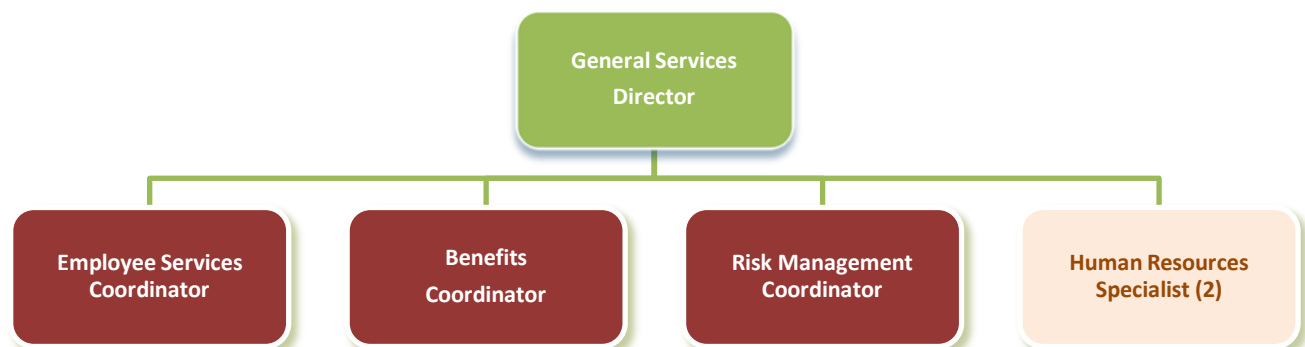 General Services
Director
Employee Services
Coordinator
Benefits
Coordinator
Risk Management
Coordinator
Human Resources
Specialist (2)